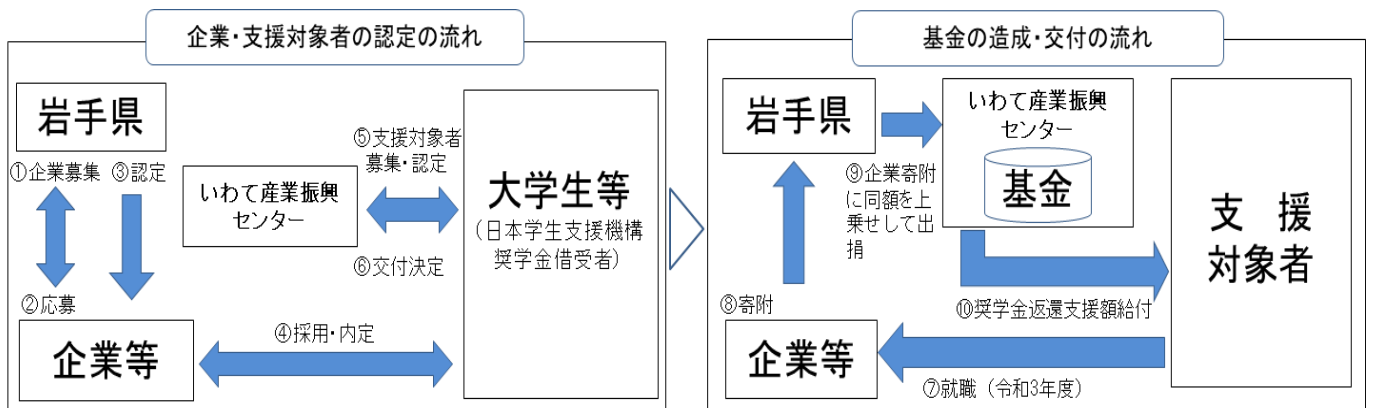 企業・支援対象者の認定の流れ
岩手県
①企業募集
③認定
②応募
企業等
いわて産業振興
センター
⑤支援対象者
募集・認定
⑥交付決定
④採用・内定
大学生等
（日本学生支援機構
奨学金借受者）
基金の造成・交付の流れ
岩手県
いわて産業振興
センター
基金
⑨企業寄附
に同額を上
乗せして出
捐
⑧寄附
企業等
⑩奨学金返還支援額給付
⑦就職（令和3年度）
支　援
対象者